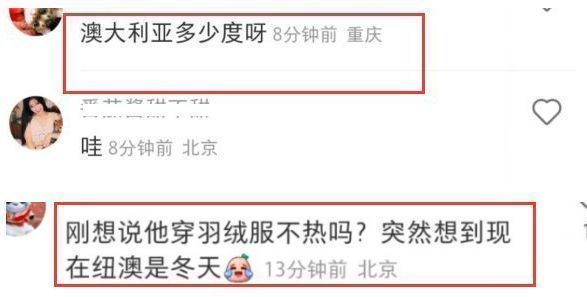 澳大利亚多少度呀 8分钟前 重庆
哇 8分钟前 北京
刚想说他穿羽绒服不热吗？突然想到现
在纽澳是冬天 13分钟前 北京